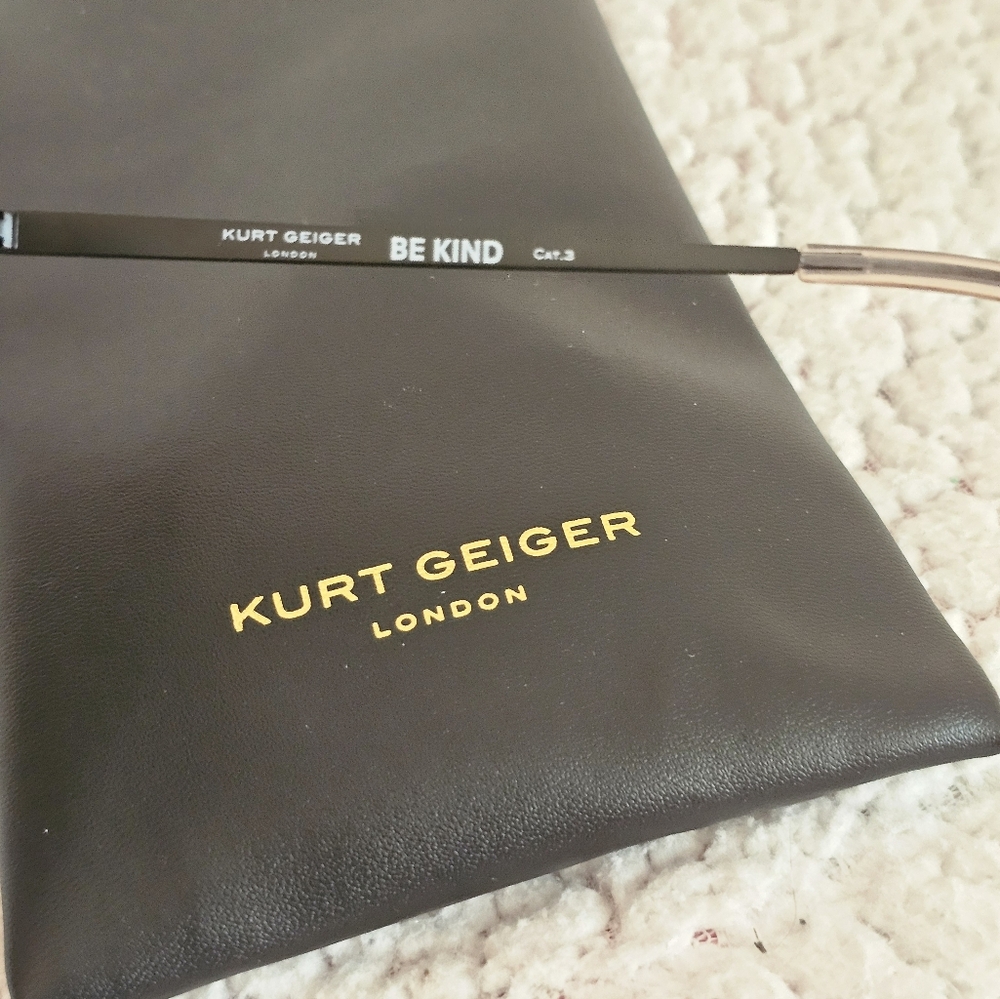 KURT GEIGER
LONDON
BE KIND
CAT.3
KURT GEIGER
LONDON